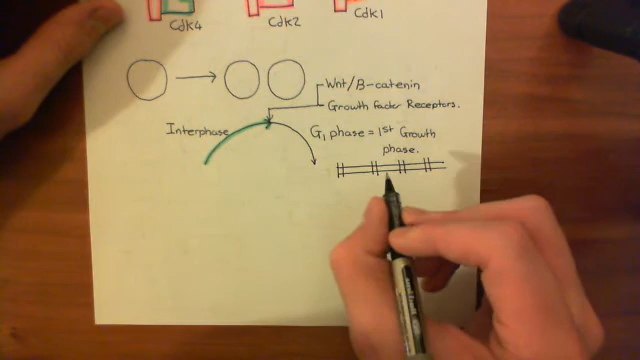 Cdk4
Cdk2
Cdk1
Wnt/B-catenin
Growth factor Receptors.
Interphase
G1 phase = 1st Growth
phase.